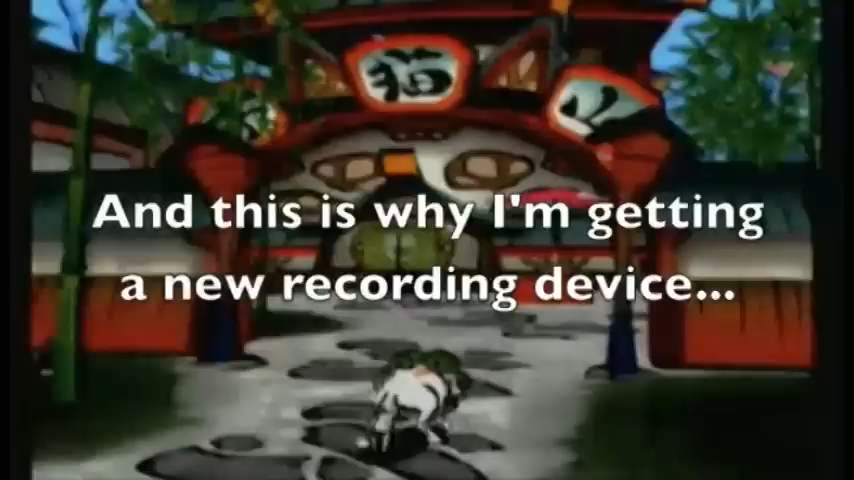 猫
And this is why I'm getting
a new recording device...